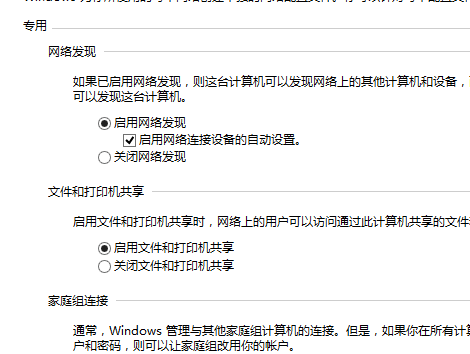 专用
网络发现
如果已启用网络发现，则这台计算机可以发现网络上的其他计算机和设备，
可以发现这台计算机。
启用网络发现
启用网络连接设备的自动设置。
关闭网络发现
文件和打印机共享
启用文件和打印机共享时，网络上的用户可以访问通过此计算机共享的文件
启用文件和打印机共享
关闭文件和打印机共享
家庭组连接
通常，Windows 管理与其他家庭组计算机的连接。但是，如果你在所有计
户和密码，则可以让家庭组改用你的帐户。